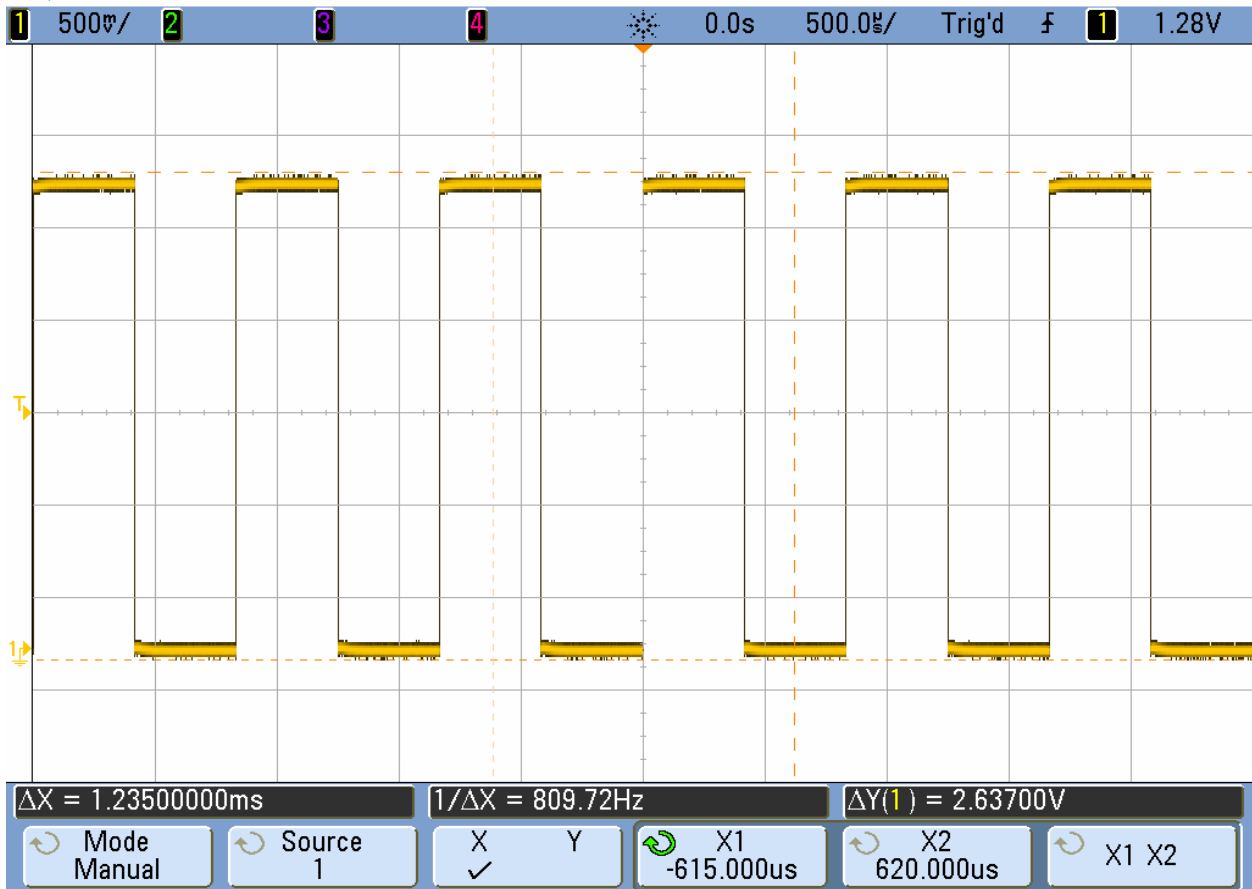 1 500mV/ 2 3 4 0.0s 500.0us/ Trig'd 1 1.28V
T
1
ΔX = 1.23500000ms 1/ΔX = 809.72Hz ΔY(1) = 2.63700V
Mode Source X Y X1 X2 X1 X2
Manual 1 ✓ -615.000us 620.000us